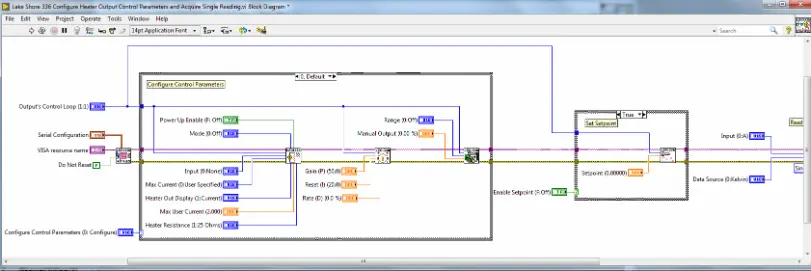 Lake Shore 336 Configure Heater Output Control Parameters and Acquire Single Reading.vi Block Diagram *
File Edit View Project Operate Tools Window Help
14pt Application Font
Search
0, Default
Configure Control Parameters
Output's Control Loop (1:1)
Power Up Enable (F: Off)
Range (0:Off)
True
Mode (0:Off)
Manual Output (0.00 %)
Set Setpoint
Serial Configuration
Input (0:A)
VISA resource name
Do Not Reset
Input (0:None)
Gain (P) (50.0)
Setpoint (0.00000)
Max Current (0:User Specified)
Reset (I) (20.0)
Data Source (0:Kelvin)
Heater Out Display (1:Current)
Rate (D) (0.0 %)
Enable Setpoint (F: Off)
Max User Current (2.000)
Heater Resistance (1:25 Ohms)
Configure Control Parameters (0: Configure)